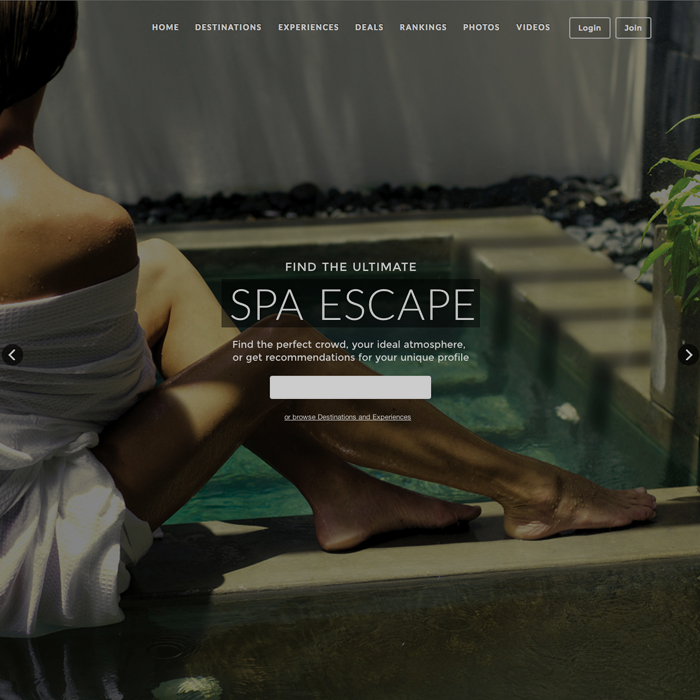 HOME DESTINATIONS EXPERIENCES DEALS RANKINGS PHOTOS VIDEOS Login Join
FIND THE ULTIMATE
SPA ESCAPE
Find the perfect crowd, your ideal atmosphere,
or get recommendations for your unique profile
or browse Destinations and Experiences